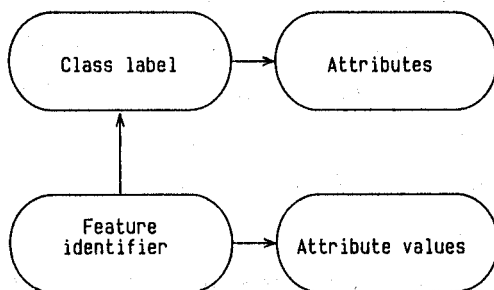 Class label
Attributes
Feature
identifier
Attribute values